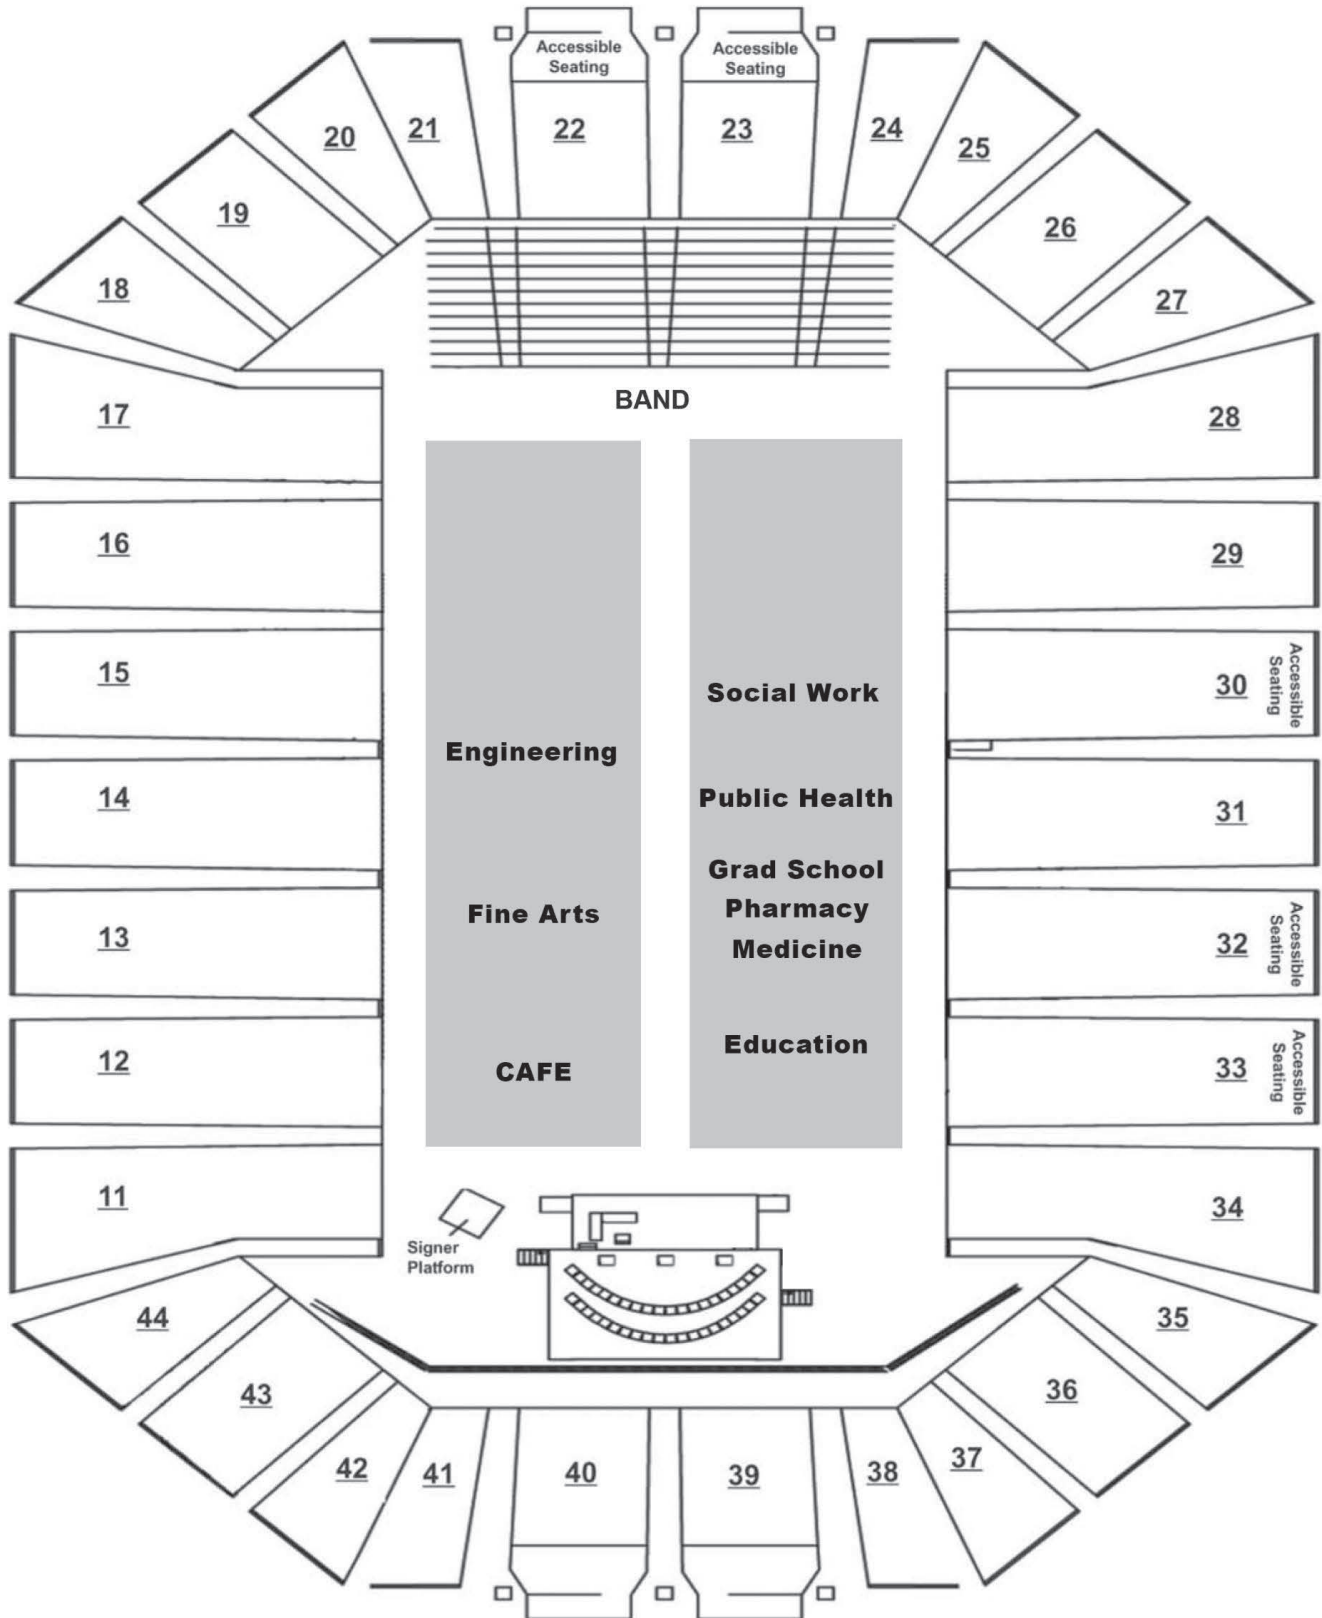 Accessible
Seating
Accessible
Seating
20
21
22
23
24
25
19
26
18
27
BAND
17
28
16
29
15
Social Work
30
Accessible
Seating
Engineering
14
Public Health
31
Grad School
Fine Arts
Pharmacy
13
Medicine
32
Accessible
Seating
12
CAFE
Education
33
Accessible
Seating
11
34
Signer
Platform
44
35
43
36
42
41
40
39
38
37